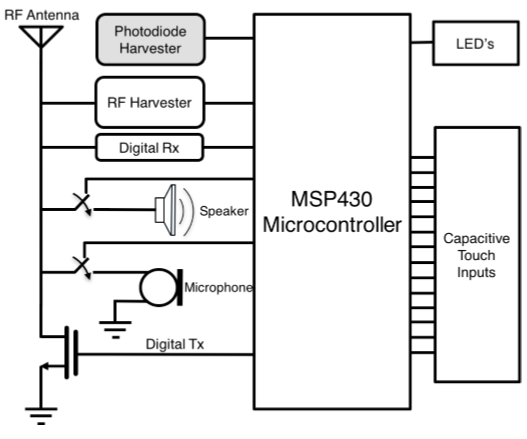 RF Antenna
Photodiode
Harvester
LED's
RF Harvester
Digital Rx
MSP430
Microcontroller
Speaker
Capacitive
Touch
Inputs
Microphone
Digital Tx